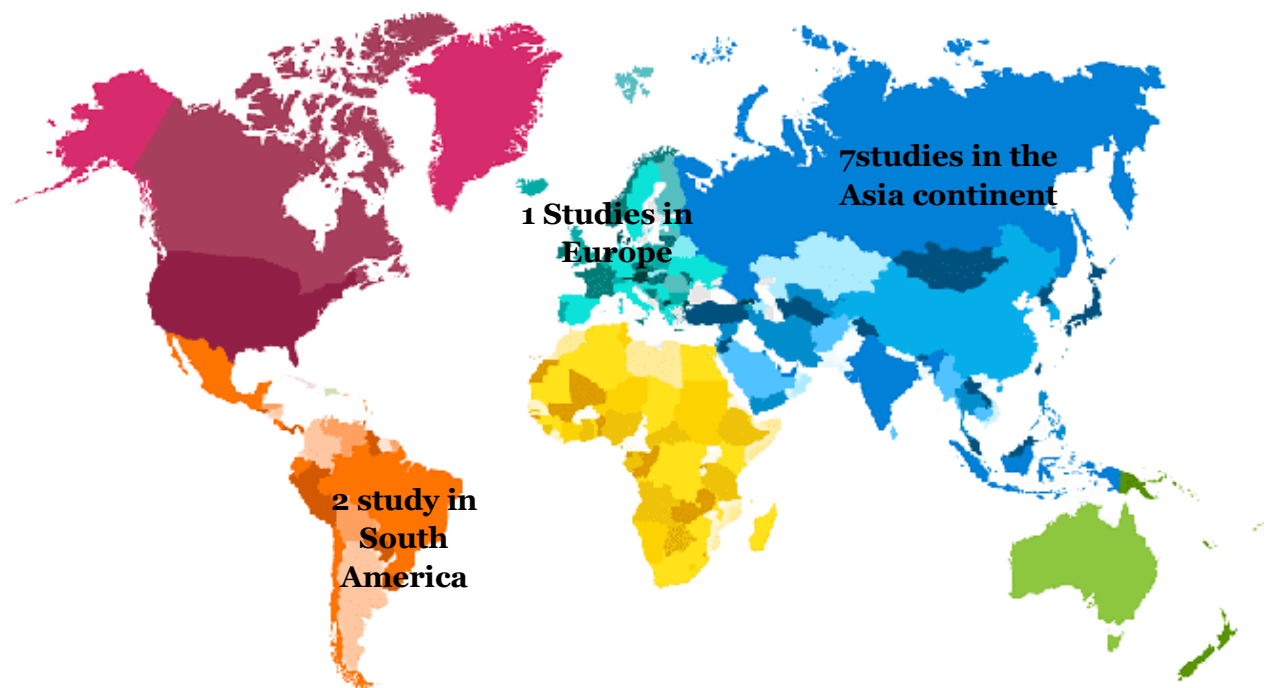 7studies in the
Asia continent
1 Studies in
Europe
2 study in
South
America